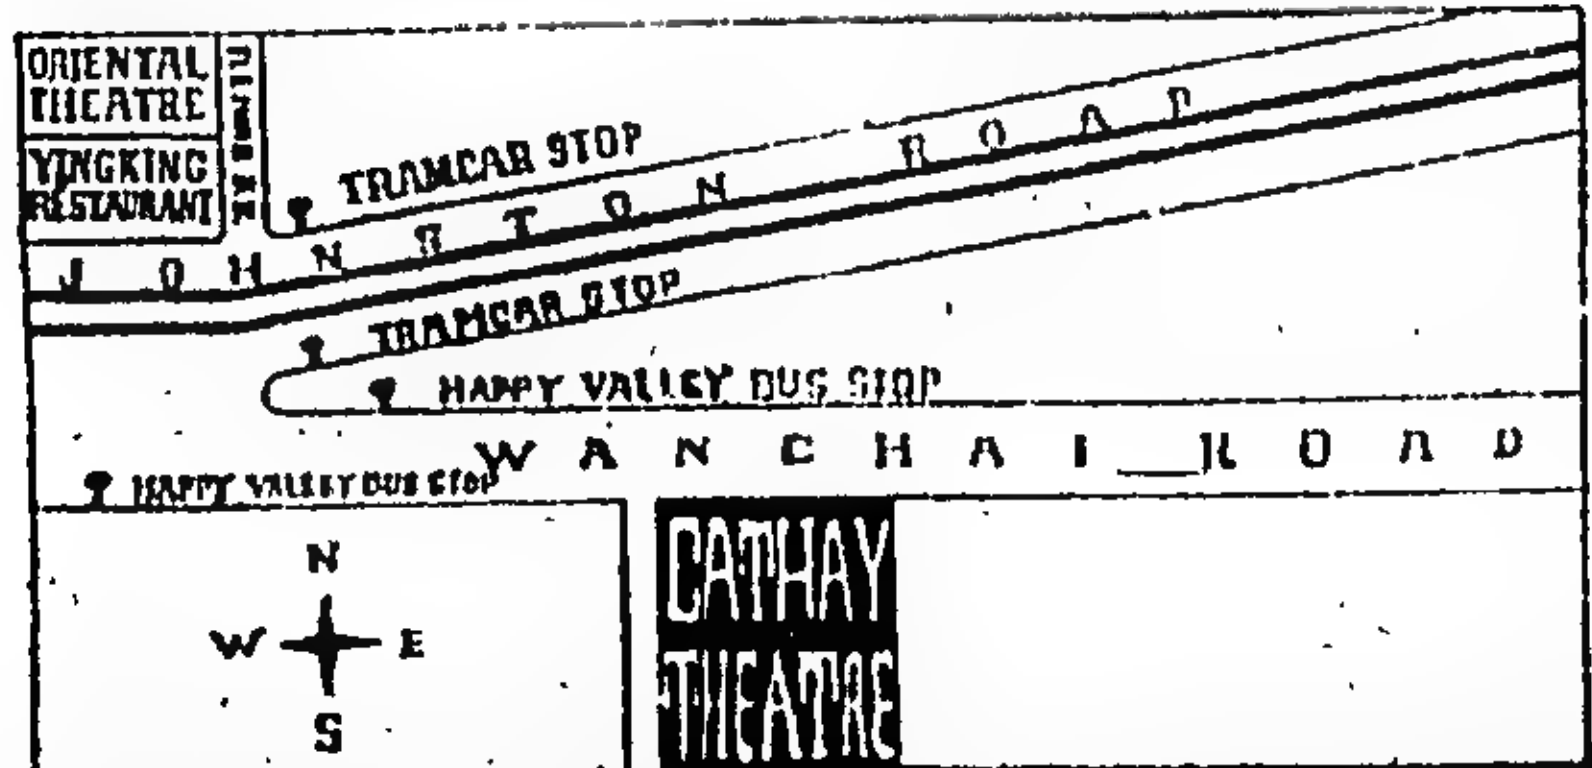 ORIENTAL
THEATRE
YINGKING
RESTAURANT
TRAMCAR STOP
JOHNSTON ROAD
TRAMCAR STOP
HAPPY VALLEY BUS STOP
WANCHAI ROAD
HAPPY VALLEY BUS STOP
N
W E
S
CATHAY
THEATRE